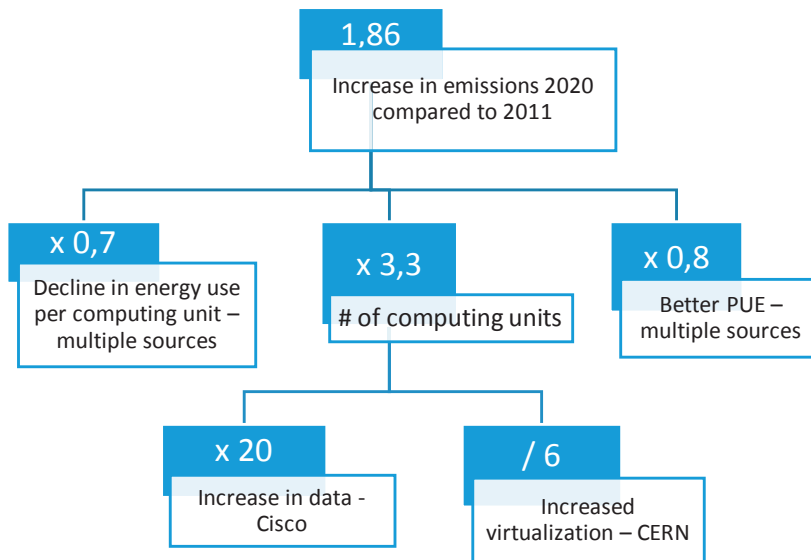 1,86
Increase in emissions 2020
compared to 2011
x 0,7
Decline in energy use
per computing unit –
multiple sources
x 3,3
# of computing units
x 0,8
Better PUE –
multiple sources
x 20
Increase in data -
Cisco
/ 6
Increased
virtualization – CERN